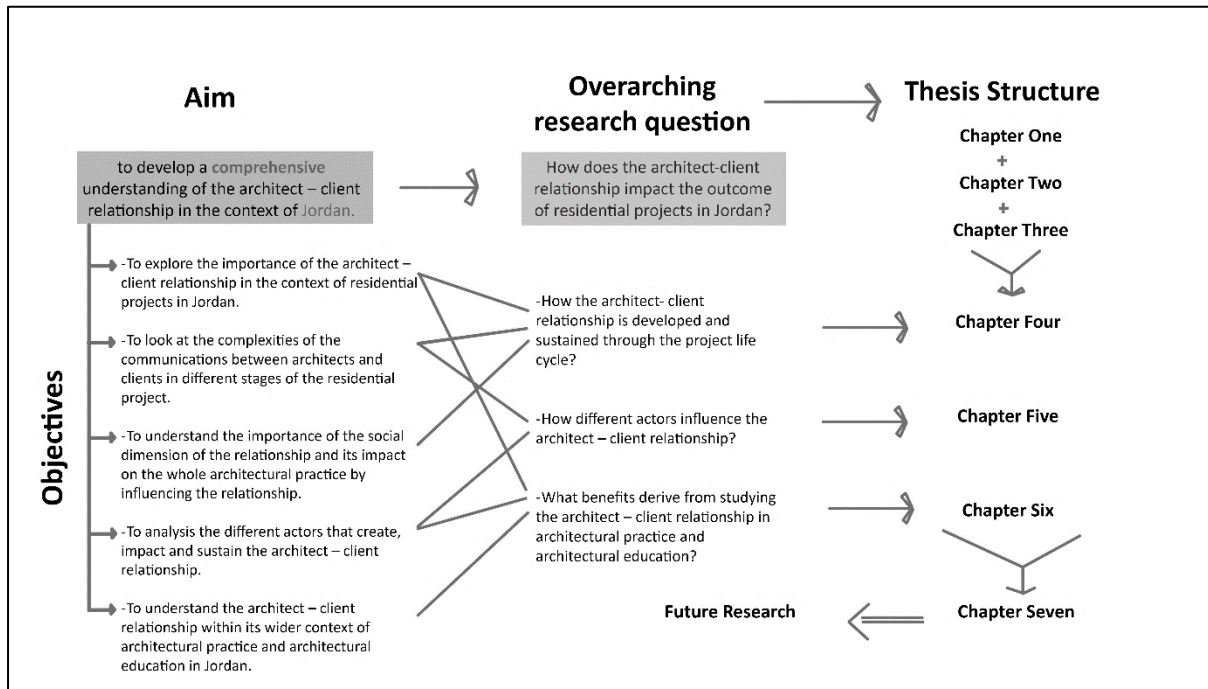 Aim
to develop a comprehensive
understanding of the architect – client
relationship in the context of Jordan.
Objectives
-To explore the importance of the architect –
client relationship in the context of residential
projects in Jordan.
-To look at the complexities of the
communications between architects and
clients in different stages of the residential
project.
-To understand the importance of the social
dimension of the relationship and its impact
on the whole architectural practice by
influencing the relationship.
-To analysis the different actors that create,
impact and sustain the architect – client
relationship.
-To understand the architect – client
relationship within its wider context of
architectural practice and architectural
education in Jordan.
Overarching
research question
How does the architect-client
relationship impact the outcome
of residential projects in Jordan?
-How the architect- client
relationship is developed and
sustained through the project life
cycle?
-How different actors influence the
architect – client relationship?
-What benefits derive from studying
the architect – client relationship in
architectural practice and
architectural education?
Thesis Structure
Chapter One
+
Chapter Two
+
Chapter Three
Chapter Four
Chapter Five
Chapter Six
Chapter Seven
Future Research